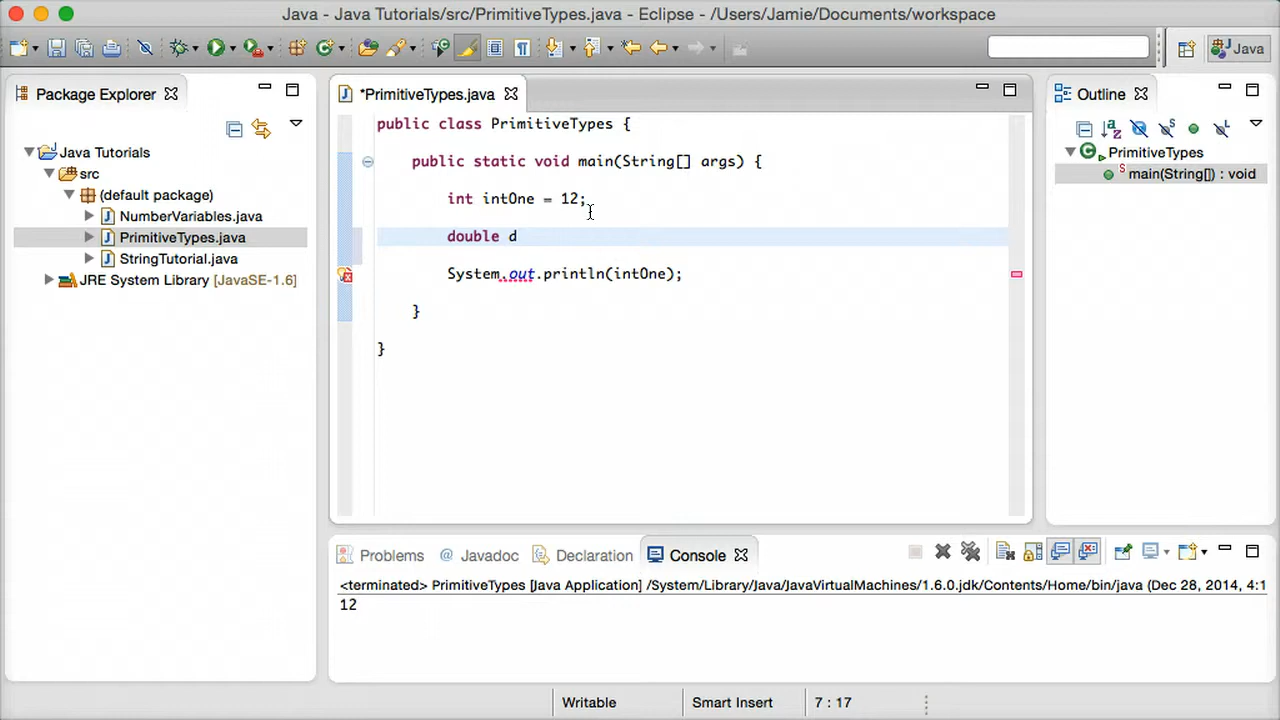 Java - Java Tutorials/src/PrimitiveTypes.java - Eclipse - /Users/Jamie/Documents/workspace
Java
Package Explorer
Java Tutorials
src
(default package)
NumberVariables.java
PrimitiveTypes.java
StringTutorial.java
JRE System Library [JavaSE-1.6]
*PrimitiveTypes.java
public class PrimitiveTypes {
public static void main(String[] args) {
int intOne = 12;
double d
System.out.println(intOne);
}
}
Outline
PrimitiveTypes
main(String[]) : void
Problems @ Javadoc Declaration Console
<terminated> PrimitiveTypes [Java Application] /System/Library/Java/JavaVirtualMachines/1.6.0.jdk/Contents/Home/bin/java (Dec 28, 2014, 4:1
12
Writable Smart Insert 7 : 17